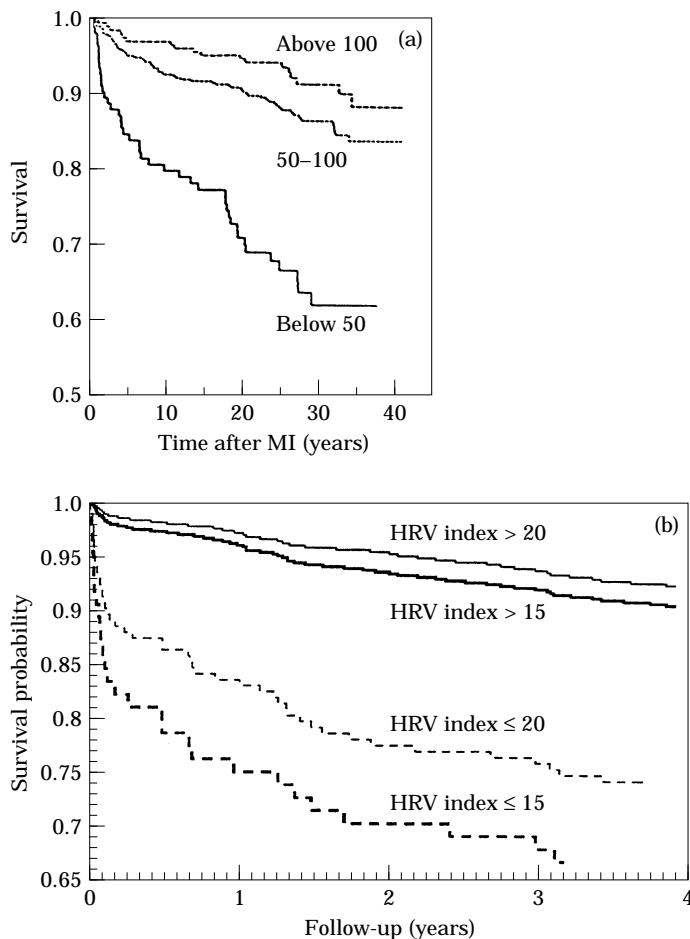 (a)
Above 100
50–100
Below 50
Survival
1.0
0.9
0.8
0.7
0.6
0.5
0 10 20 30 40
Time after MI (years)
(b)
HRV index > 20
HRV index > 15
HRV index ≤ 20
HRV index ≤ 15
Survival probability
1.0
0.95
0.9
0.85
0.8
0.75
0.7
0.65
0 1 2 3 4
Follow-up (years)